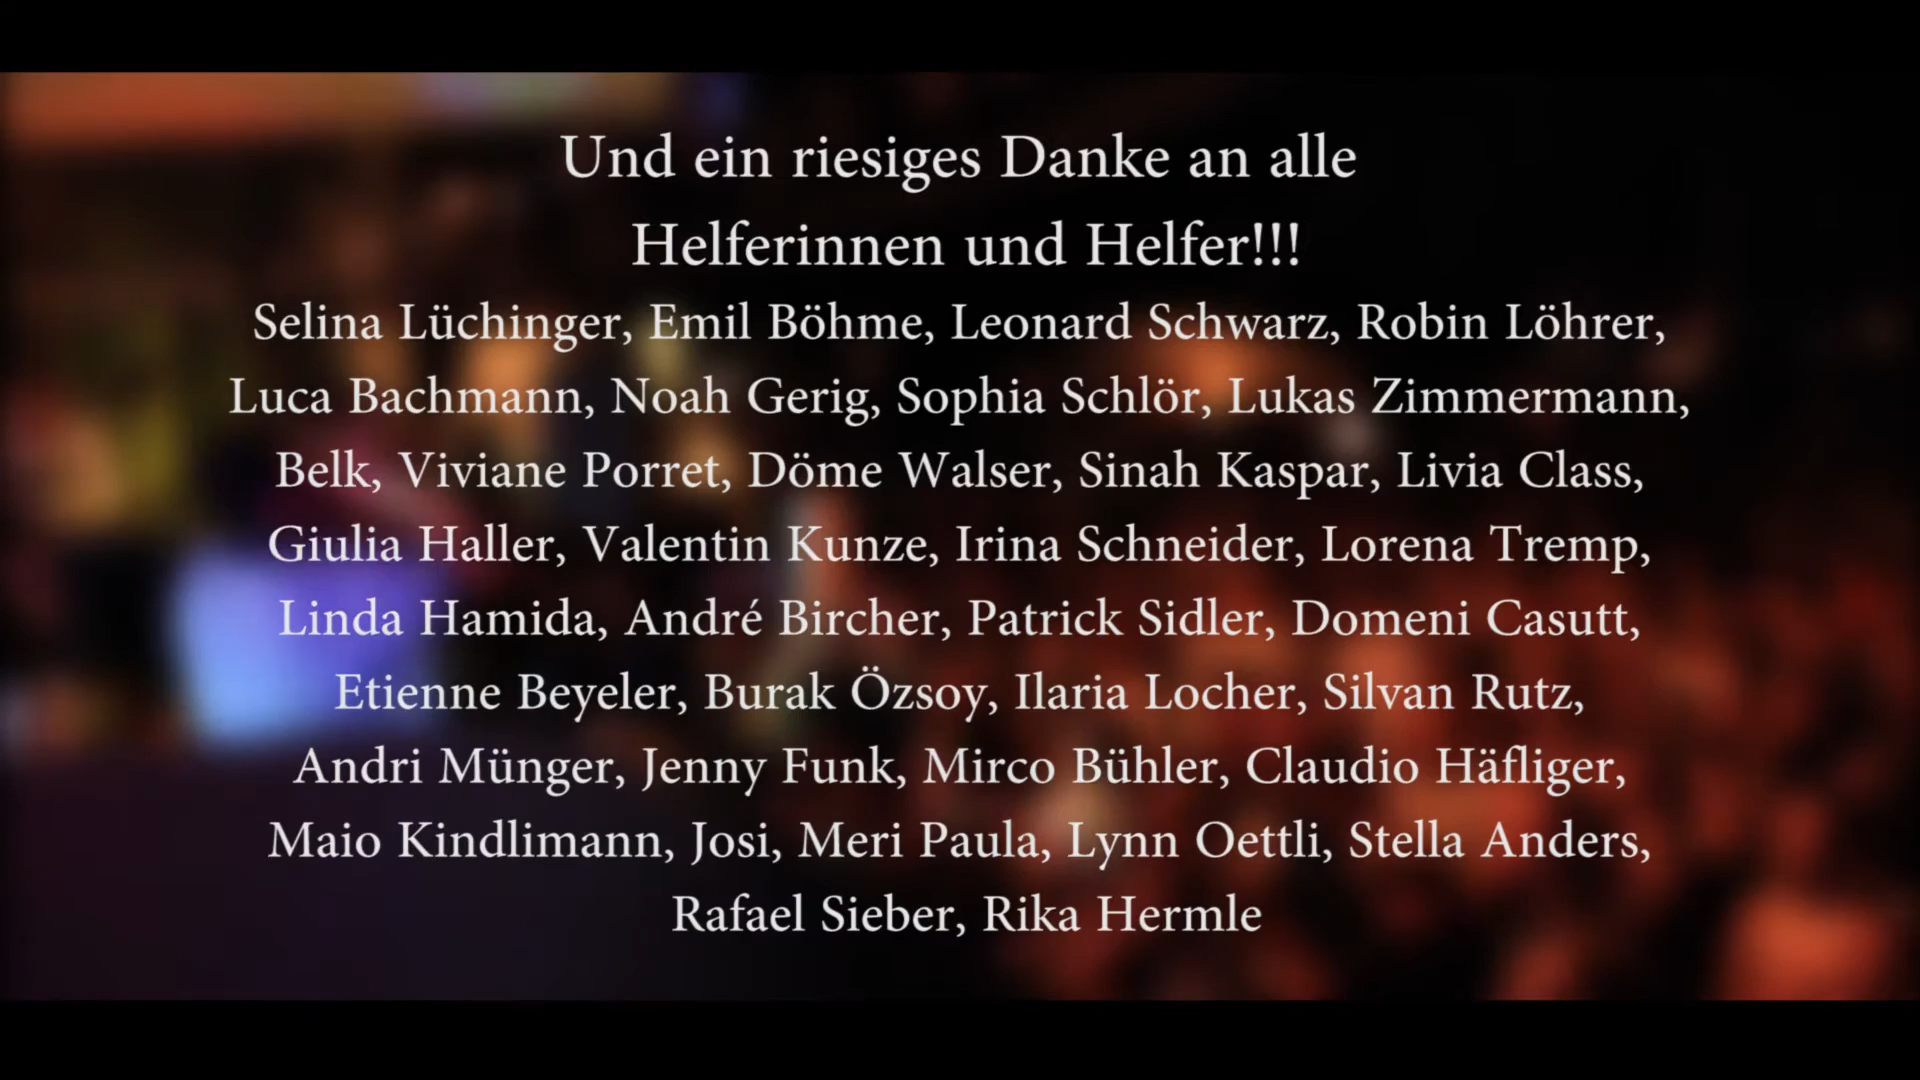 Und ein riesiges Danke an alle
Helferinnen und Helfer!!!
Selina Lüchinger, Emil Böhme, Leonard Schwarz, Robin Löhrer,
Luca Bachmann, Noah Gerig, Sophia Schlör, Lukas Zimmermann,
Belk, Viviane Porret, Döme Walser, Sinah Kaspar, Livia Class,
Giulia Haller, Valentin Kunze, Irina Schneider, Lorena Tremp,
Linda Hamida, André Bircher, Patrick Sidler, Domeni Casutt,
Etienne Beyeler, Burak Özsoy, Ilaria Locher, Silvan Rutz,
Andri Münger, Jenny Funk, Mirco Bühler, Claudio Häfliger,
Maio Kindlimann, Josi, Meri Paula, Lynn Oettli, Stella Anders,
Rafael Sieber, Rika Hermle